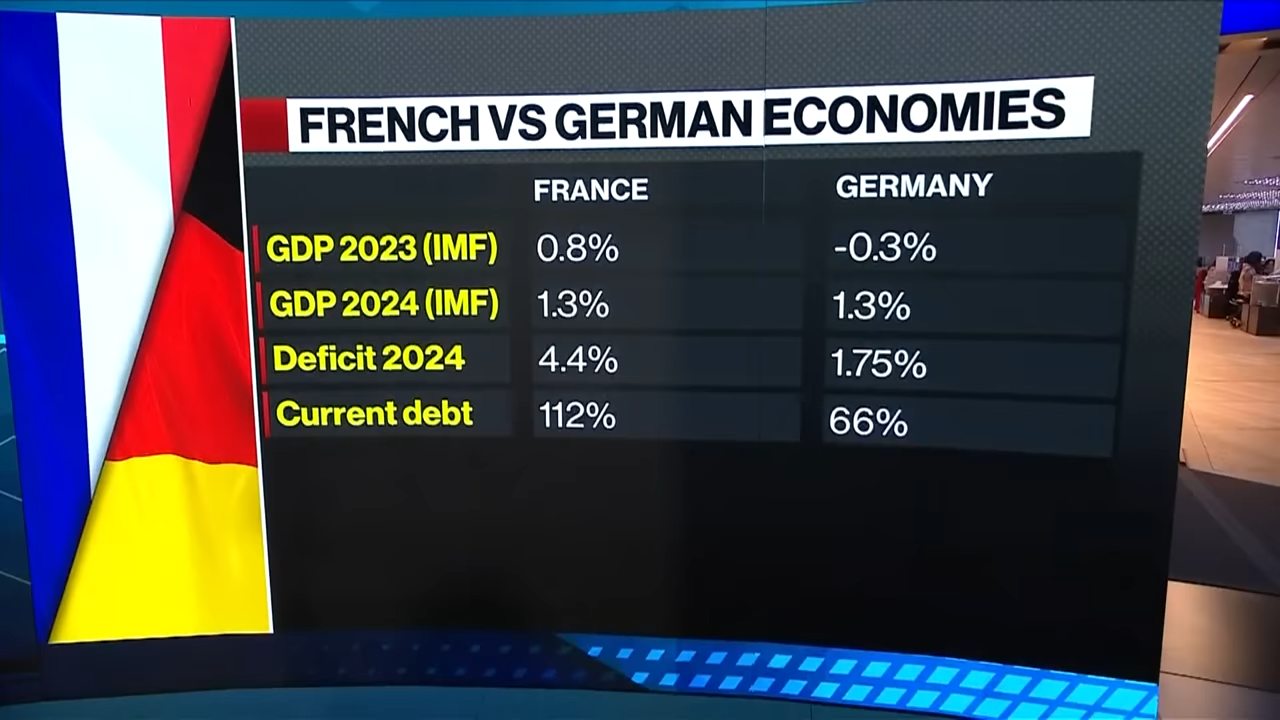 FRENCH VS GERMAN ECONOMIES
FRANCE GERMANY
GDP 2023 (IMF) 0.8% -0.3%
GDP 2024 (IMF) 1.3% 1.3%
Deficit 2024 4.4% 1.75%
Current debt 112% 66%